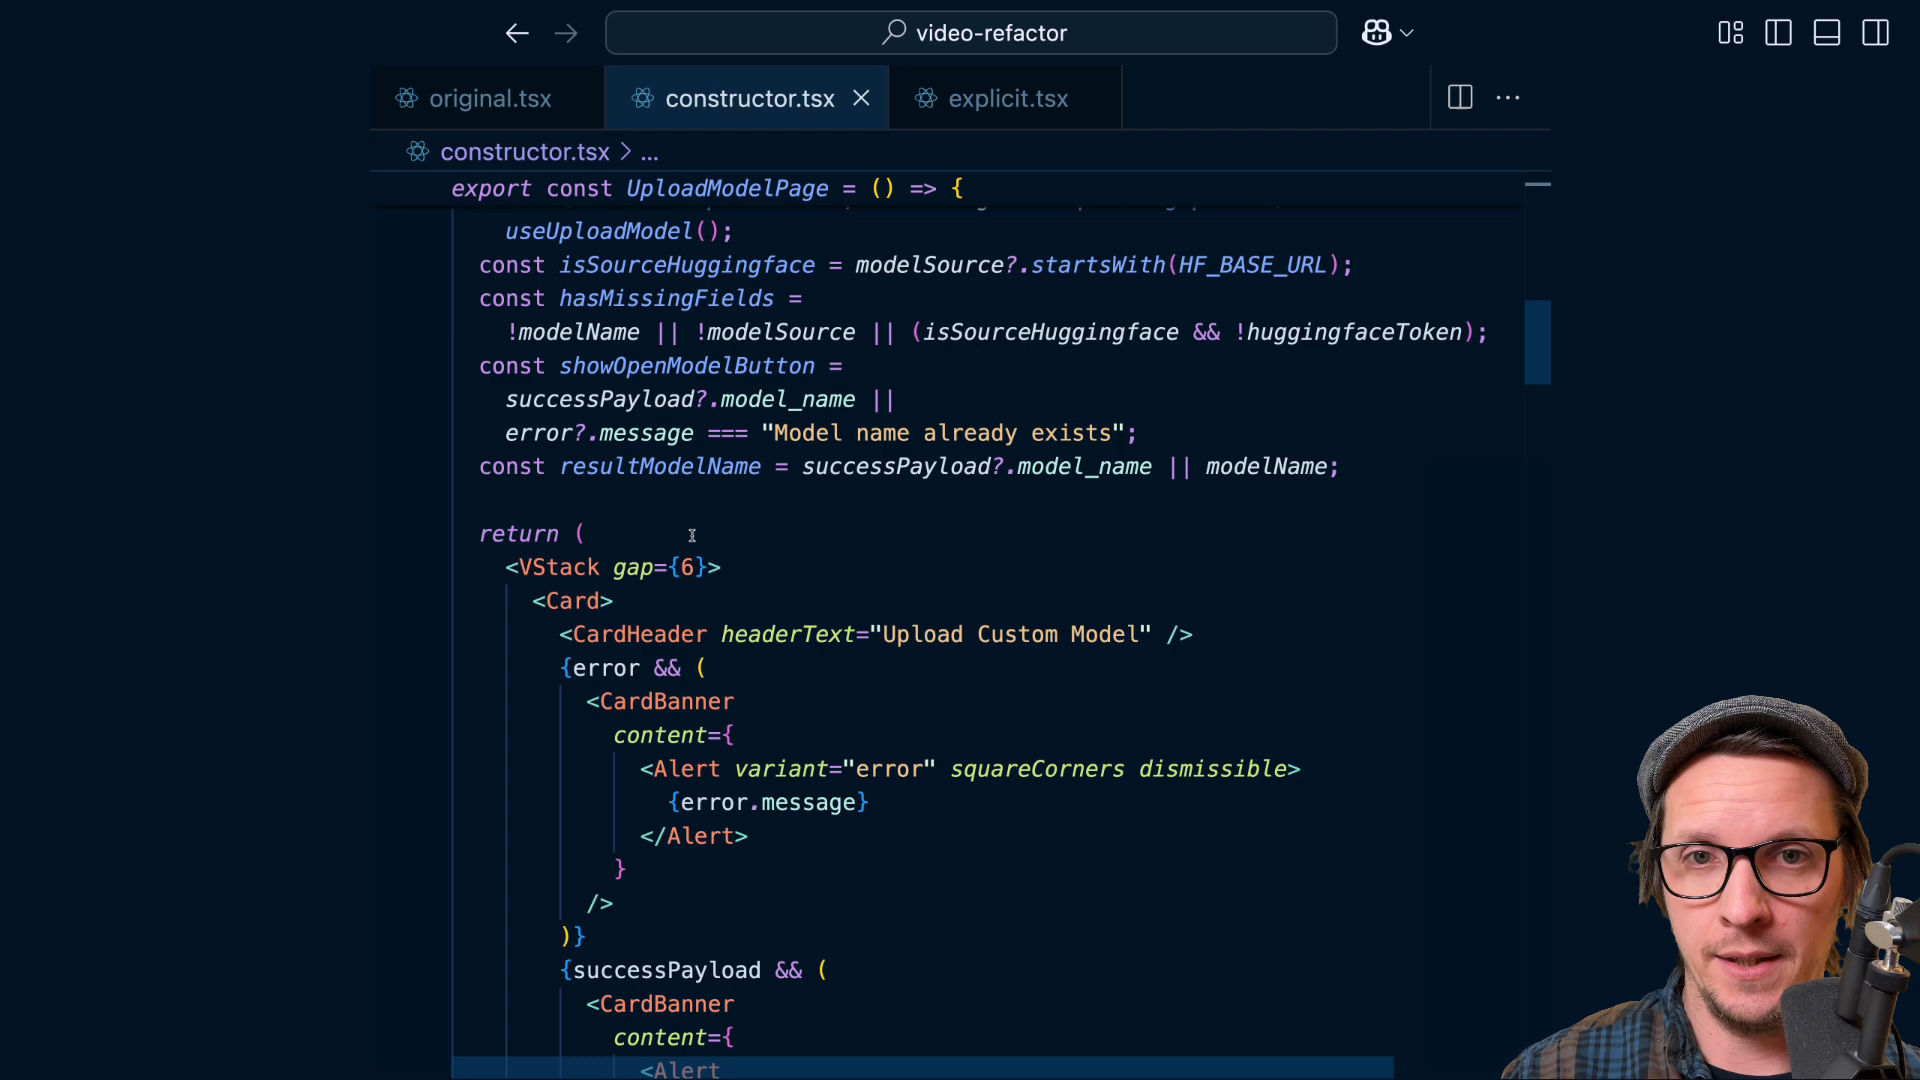 video-refactor
original.tsx
constructor.tsx
explicit.tsx
constructor.tsx > ...
export const UploadModelPage = () => {
useUploadModel();
const isSourceHuggingface = modelSource?.startsWith(HF_BASE_URL);
const hasMissingFields =
!modelName || !modelSource || (isSourceHuggingface && !huggingfaceToken);
const showOpenModelButton =
successPayload?.model_name ||
error?.message === "Model name already exists";
const resultModelName = successPayload?.model_name || modelName;
return (
<VStack gap={6}>
<Card>
<CardHeader headerText="Upload Custom Model" />
{error && (
<CardBanner
content={
<Alert variant="error" squareCorners dismissible>
{error.message}
</Alert>
}
/>
)}
{successPayload && (
<CardBanner
content={
<Alert